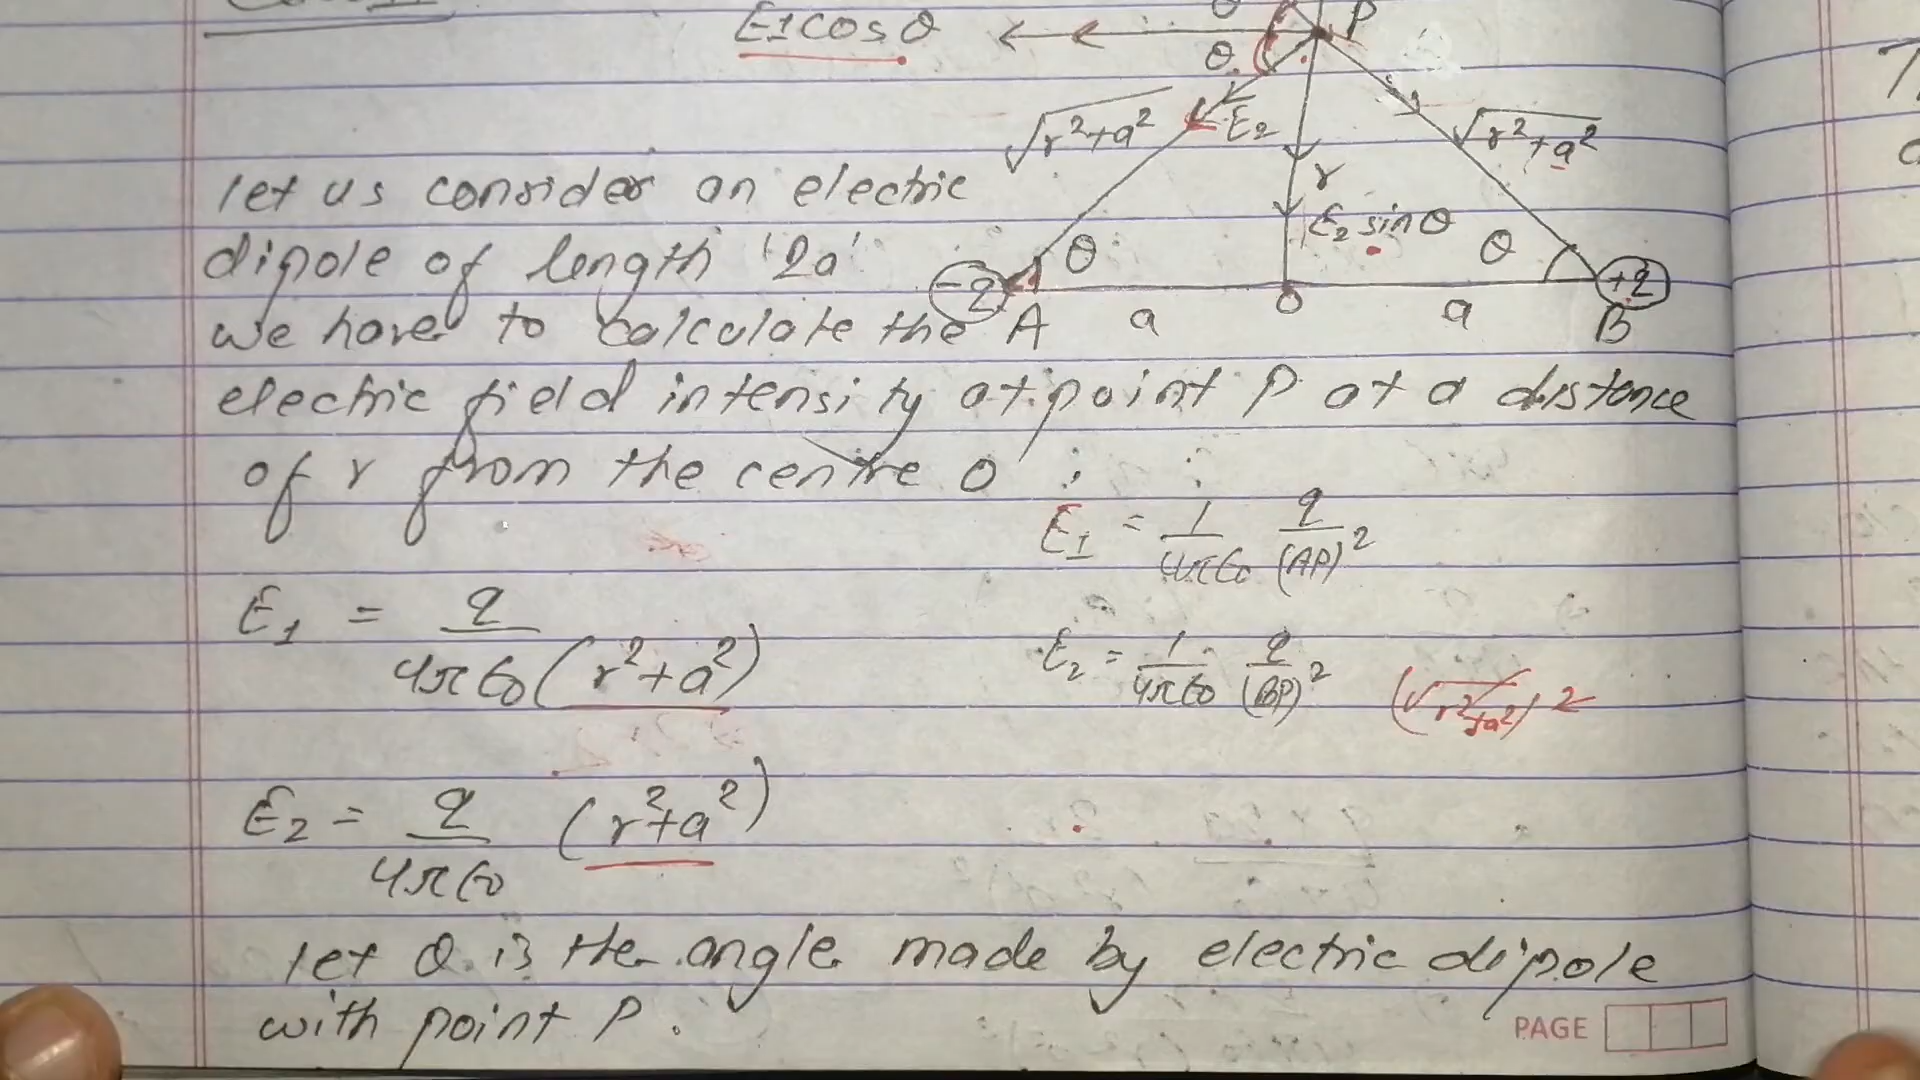 E1cosθ
θ
P
θ
E2
√r²+a²
√r²+a²
r
let us consider an electric
E2 sinθ
θ
θ
dipole of length '2a'
-q
+q
we have to calculate the
A
a
O
a
B
electric field intensity at point P at a distance
of r from the centre O
E1 = 1/4πε0 q/(AP)²
E1 = q/4πε0(r²+a²)
E2 = 1/4πε0 q/(BP)²
(√r²+a²)2
E2 = q/4πε0 (r²+a²)
let θ is the angle made by electric dipole
with point P.
PAGE